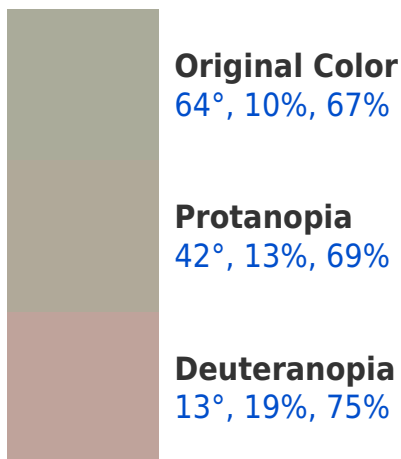 Original Color
64°, 10%, 67%
Protanopia
42°, 13%, 69%
Deuteranopia
13°, 19%, 75%